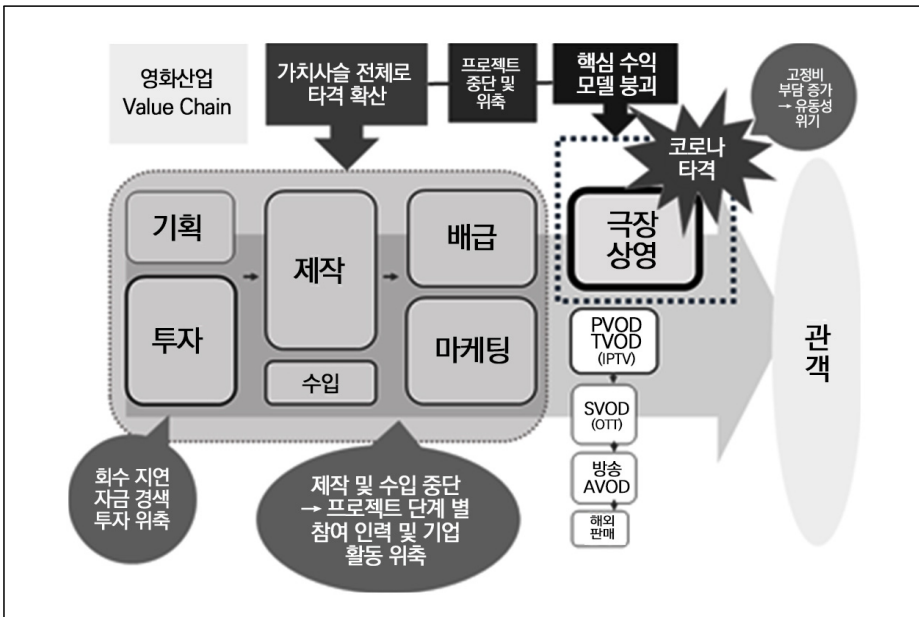 영화산업
Value Chain
가치사슬 전체로
타격 확산
프로젝트
중단 및
위축
핵심 수익
모델 붕괴
고정비
부담 증가
→ 유동성
위기
코로나
타격
기획
투자
제작
수입
배급
마케팅
극장
상영
PVOD
TVOD
(IPTV)
SVOD
(OTT)
방송
AVOD
해외
판매
관
객
회수 지연
자금 경색
투자 위축
제작 및 수입 중단
→ 프로젝트 단계 별
참여 인력 및 기업
활동 위축